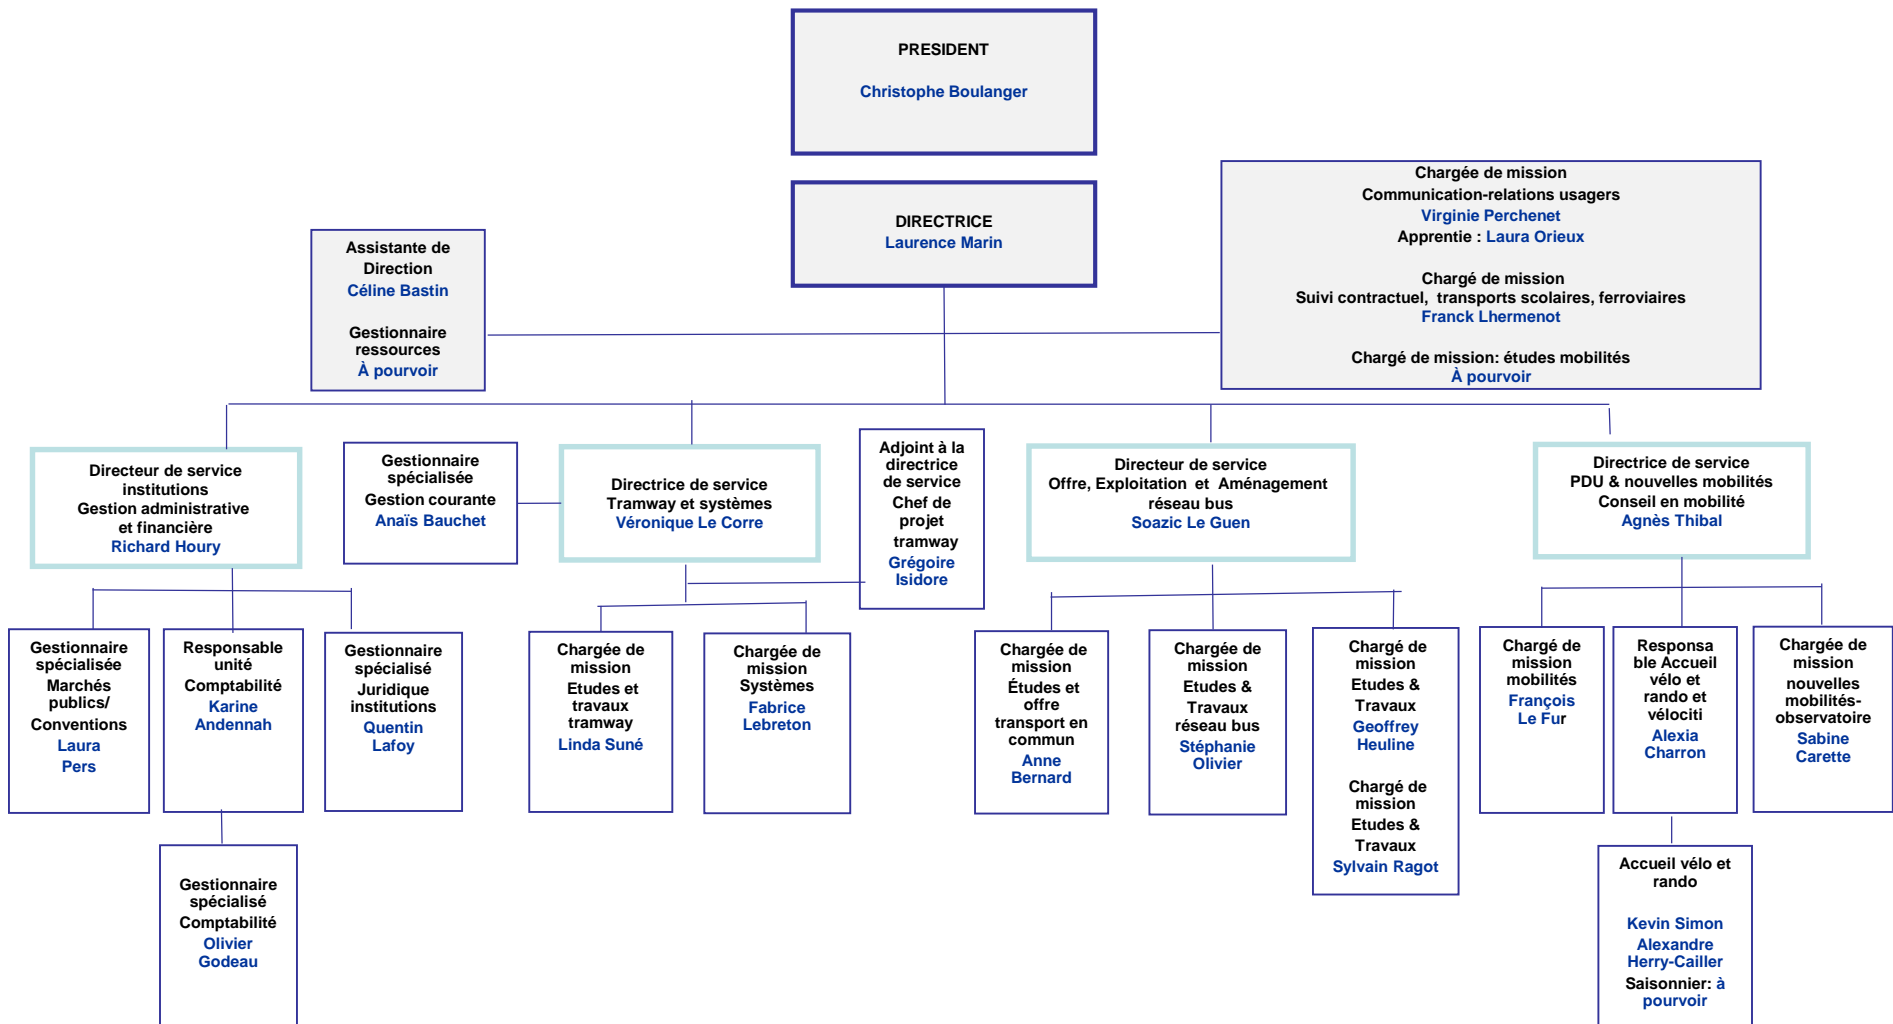 PRESIDENT
Christophe Boulanger
DIRECTRICE
Laurence Marin
Assistante de
Direction
Céline Bastin
Gestionnaire
ressources
À pourvoir
Chargée de mission
Communication-relations usagers
Virginie Perchenet
Apprentie : Laura Orieux
Chargé de mission
Suivi contractuel, transports scolaires, ferroviaires
Franck Lhermenot
Chargé de mission: études mobilités
À pourvoir
Directeur de service
institutions
Gestion administrative
et financière
Richard Houry
Gestionnaire
spécialisée
Gestion courante
Anaïs Bauchet
Directrice de service
Tramway et systèmes
Véronique Le Corre
Adjoint à la
directrice
de service
Chef de
projet
tramway
Grégoire
Isidore
Directeur de service
Offre, Exploitation et Aménagement
réseau bus
Soazic Le Guen
Directrice de service
PDU & nouvelles mobilités
Conseil en mobilité
Agnès Thibal
Gestionnaire
spécialisée
Marchés
publics/
Conventions
Laura
Pers
Responsable
unité
Comptabilité
Karine
Andennah
Gestionnaire
spécialisé
Juridique
institutions
Quentin
Lafoy
Chargée de
mission
Etudes et
travaux
tramway
Linda Suné
Chargée de
mission
Systèmes
Fabrice
Lebreton
Chargée de
mission
Études et
offre
transport en
commun
Anne
Bernard
Chargée de
mission
Etudes &
Travaux
réseau bus
Stéphanie
Olivier
Chargé de
mission
Etudes &
Travaux
Geoffrey
Heuline
Chargé de
mission
Etudes &
Travaux
Sylvain Ragot
Chargé de
mission
mobilités
François
Le Fur
Responsa
ble Accueil
vélo et
rando et
vélociti
Alexia
Charron
Chargée de
mission
nouvelles
mobilités-
observatoire
Sabine
Carette
Gestionnaire
spécialisé
Comptabilité
Olivier
Godeau
Accueil vélo et
rando
Kevin Simon
Alexandre
Herry-Cailler
Saisonnier: à
pourvoir